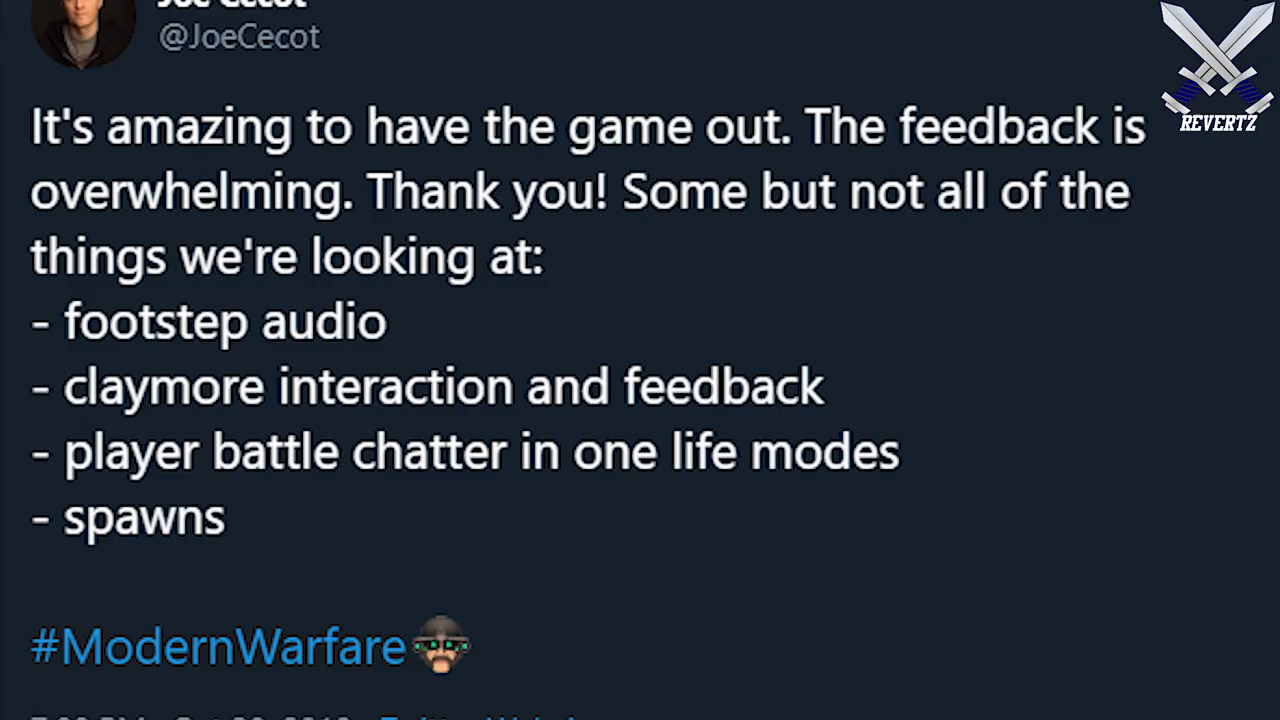 Joe Cecot
@JoeCecot
REVERTZ
It's amazing to have the game out. The feedback is
overwhelming. Thank you! Some but not all of the
things we're looking at:
- footstep audio
- claymore interaction and feedback
- player battle chatter in one life modes
- spawns
#ModernWarfare